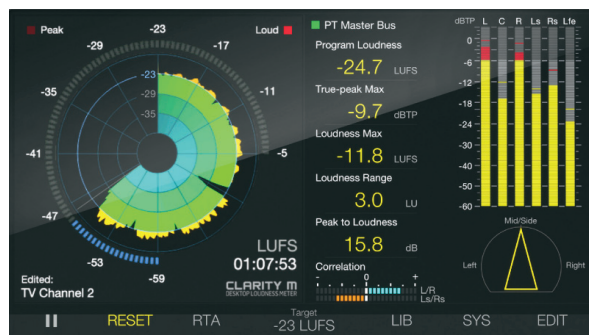 Peak
Loud
-23
-29
-17
-35
-11
-41
-5
-47
-53
-59
-23
-29
-35
LUFS
01:07:53
Edited:
TV Channel 2
CLARITY M
DESKTOP LOUDNESS METER
PT Master Bus
Program Loudness
-24.7 LUFS
True-peak Max
-9.7 dBTP
Loudness Max
-11.8 LUFS
Loudness Range
3.0 LU
Peak to Loudness
15.8 dB
Correlation
- 0 +
L/R
Ls/Rs
dBTP L C R Ls Rs Lfe
0
-6
-12
-18
-24
-30
-40
-50
-60
Mid/Side
Left
Right
RESET
RTA
Target
-23 LUFS
LIB
SYS
EDIT